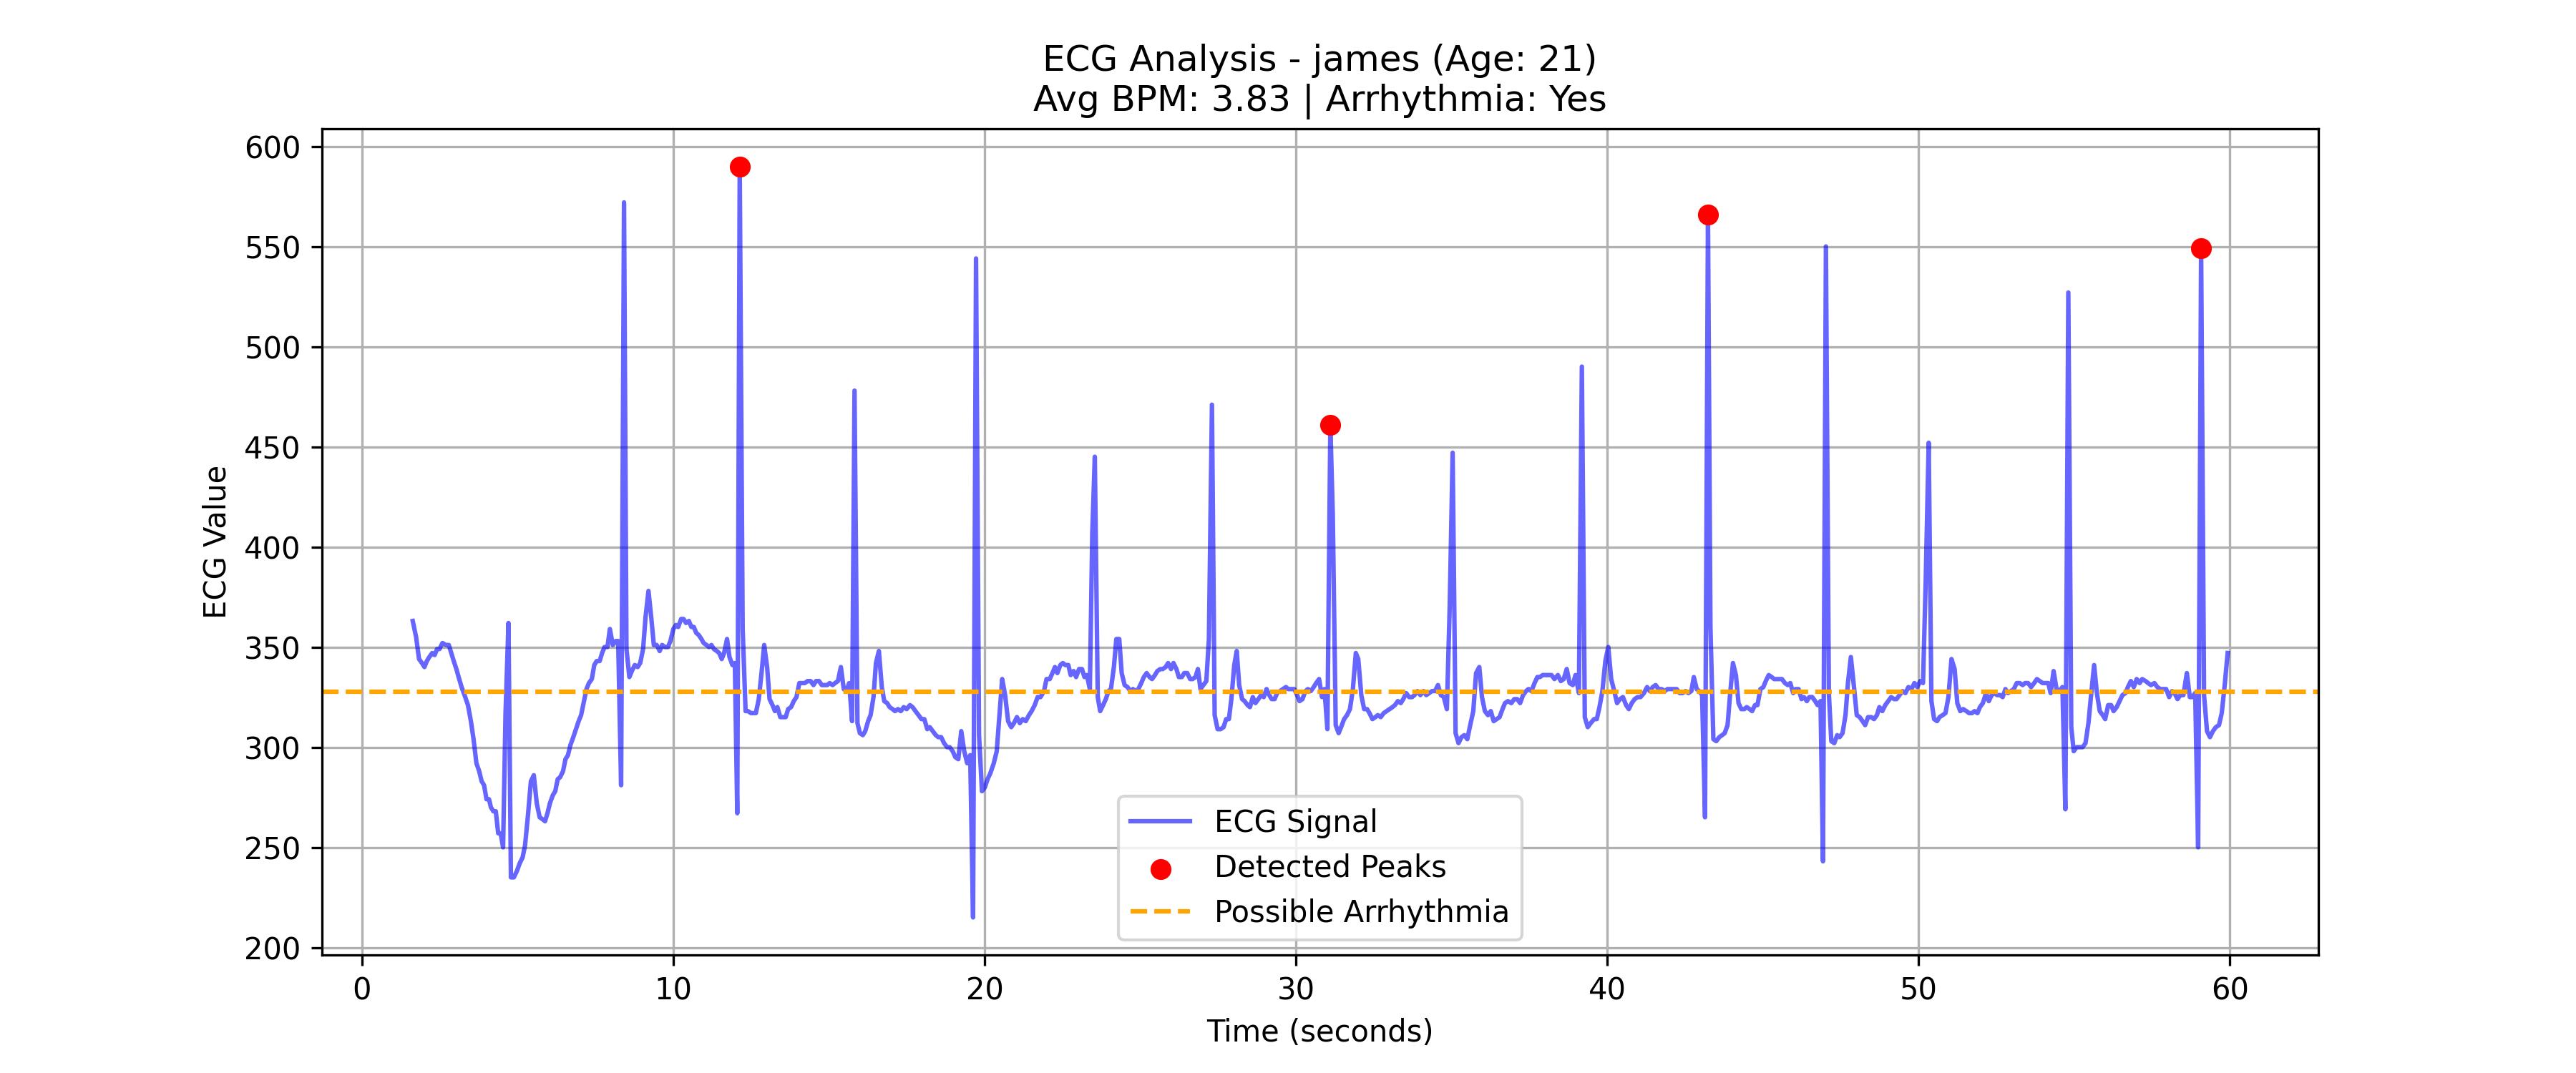 ECG Analysis - james (Age: 21)
Avg BPM: 3.83 | Arrhythmia: Yes
600
550
500
450
400
350
300
250
200
ECG Value
ECG Signal
Detected Peaks
Possible Arrhythmia
0 10 20 30 40 50 60
Time (seconds)